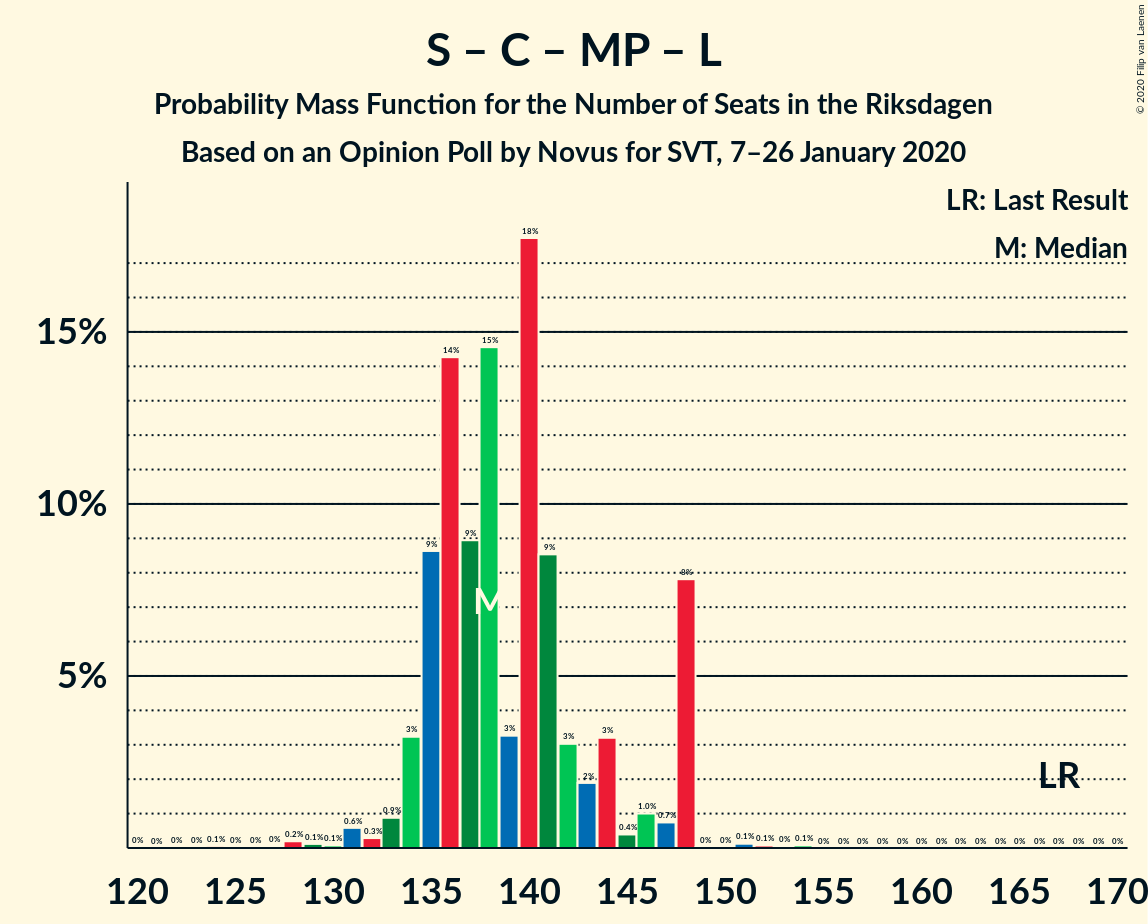 S – C – MP – L
Probability Mass Function for the Number of Seats in the Riksdagen
Based on an Opinion Poll by Novus for SVT, 7–26 January 2020
© 2020 Filip van Laenen
LR: Last Result
M: Median
15%
10%
5%
0% 0% 0% 0% 0.1% 0% 0% 0% 0.2% 0.1% 0.1% 0.6% 0.3% 0.9% 3% 9% 14% 9% 15% 3% 18% 9% 3% 2% 3% 0.4% 1.0% 0.7% 8% 0% 0% 0.1% 0.1% 0% 0.1% 0% 0% 0% 0% 0% 0% 0% 0% 0% 0% 0% 0% 0% 0% 0% 0%
M
LR
120 125 130 135 140 145 150 155 160 165 170